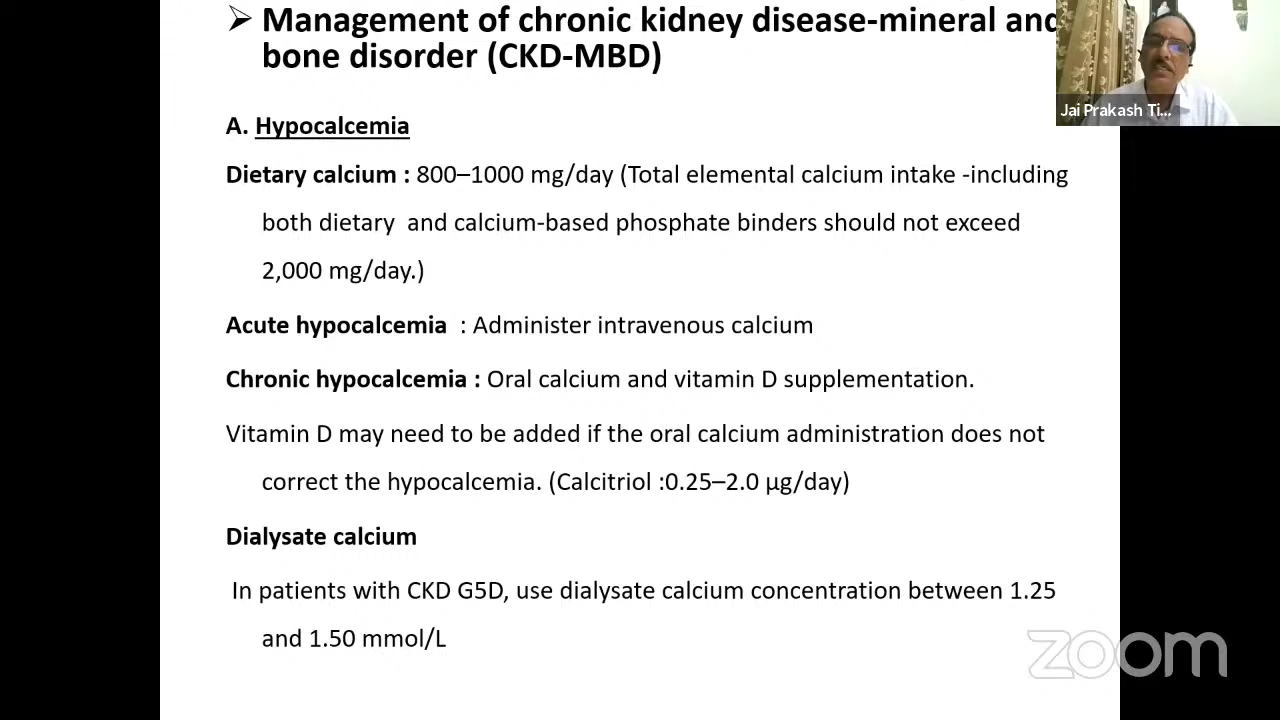 ➢ Management of chronic kidney disease-mineral and
bone disorder (CKD-MBD)
Jai Prakash Ti...
A. Hypocalcemia
Dietary calcium : 800–1000 mg/day (Total elemental calcium intake -including
both dietary and calcium-based phosphate binders should not exceed
2,000 mg/day.)
Acute hypocalcemia : Administer intravenous calcium
Chronic hypocalcemia : Oral calcium and vitamin D supplementation.
Vitamin D may need to be added if the oral calcium administration does not
correct the hypocalcemia. (Calcitriol :0.25–2.0 µg/day)
Dialysate calcium
In patients with CKD G5D, use dialysate calcium concentration between 1.25
and 1.50 mmol/L
zoom